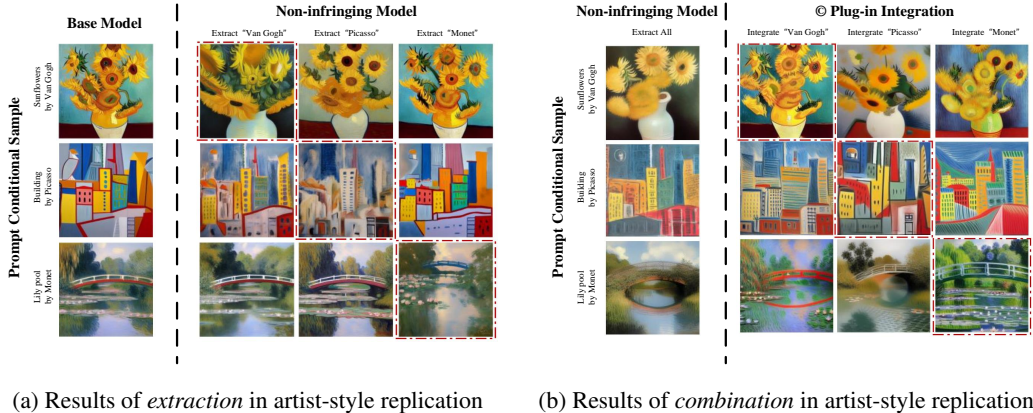 Base Model
Non-infringing Model
Extract "Van Gogh"
Extract "Picasso"
Extract "Monet"
Prompt Conditional Sample
Sunflowers
by Van Gogh
Building
by Picasso
Lily pool
by Monet
(a) Results of extraction in artist-style replication
Non-infringing Model
© Plug-in Integration
Extract All
Integrate "Van Gogh"
Intergrate "Picasso"
Integrate "Monet"
Prompt Conditional Sample
Sunflowers
by Van Gogh
Building
by Picasso
Lily pool
by Monet
(b) Results of combination in artist-style replication